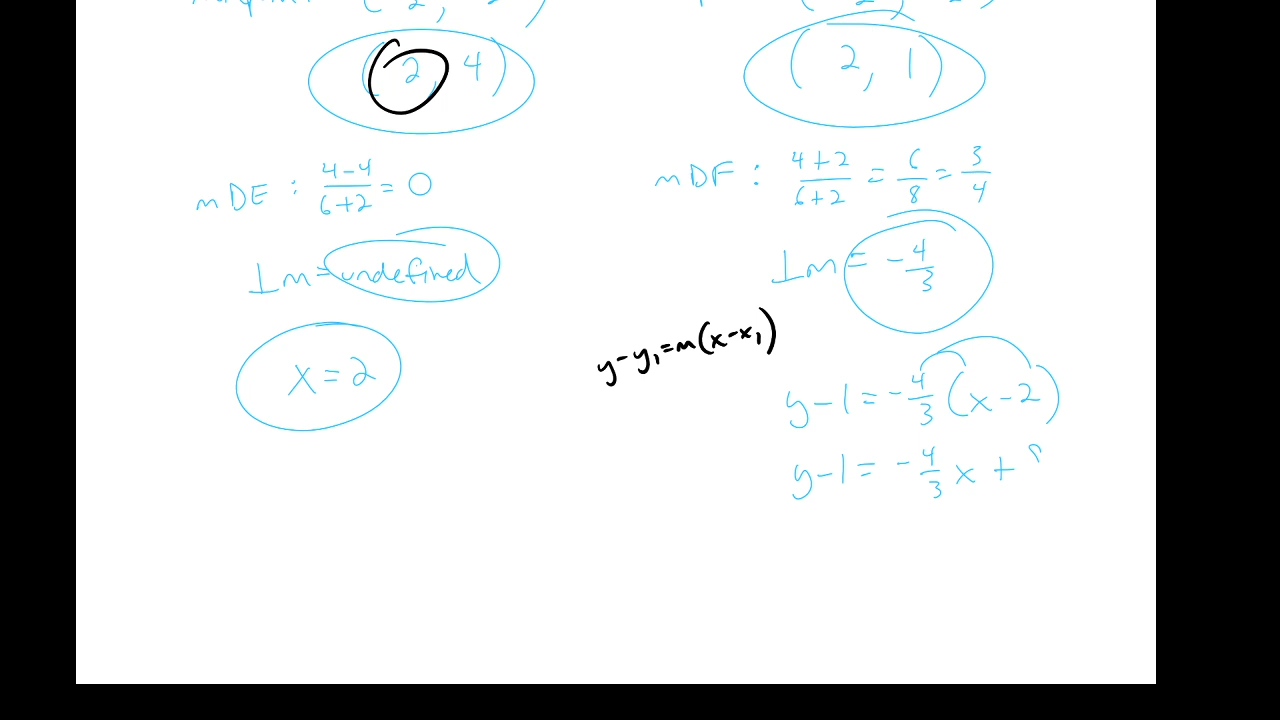 (2, 4)
(2, 1)
mDE : 4-4/6+2 = 0
mDF : 4+2/6+2 = 6/8 = 3/4
⊥m = undefined
⊥m = -4/3
y-y₁=m(x-x₁)
x = 2
y-1 = -4/3(x-2)
y-1 = -4/3x +